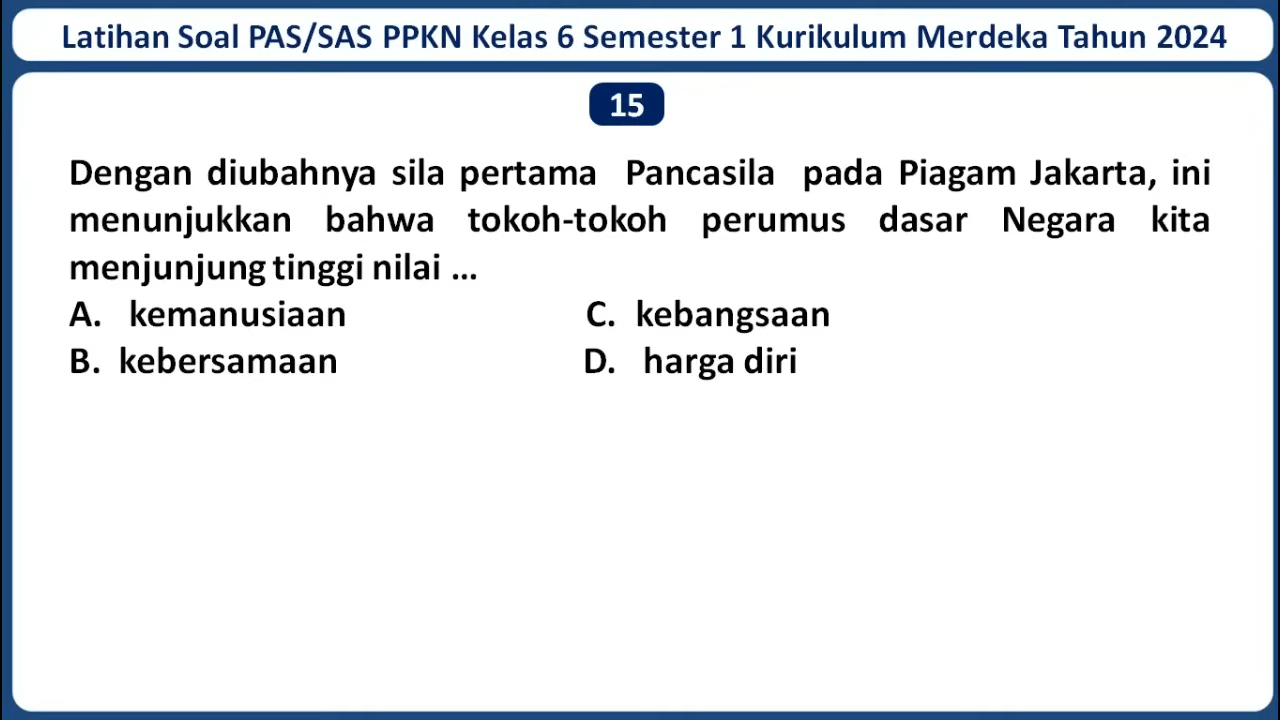 Latihan Soal PAS/SAS PPKN Kelas 6 Semester 1 Kurikulum Merdeka Tahun 2024
15
Dengan diubahnya sila pertama Pancasila pada Piagam Jakarta, ini
menunjukkan bahwa tokoh-tokoh perumus dasar Negara kita
menjunjung tinggi nilai ...
A. kemanusiaan C. kebangsaan
B. kebersamaan D. harga diri